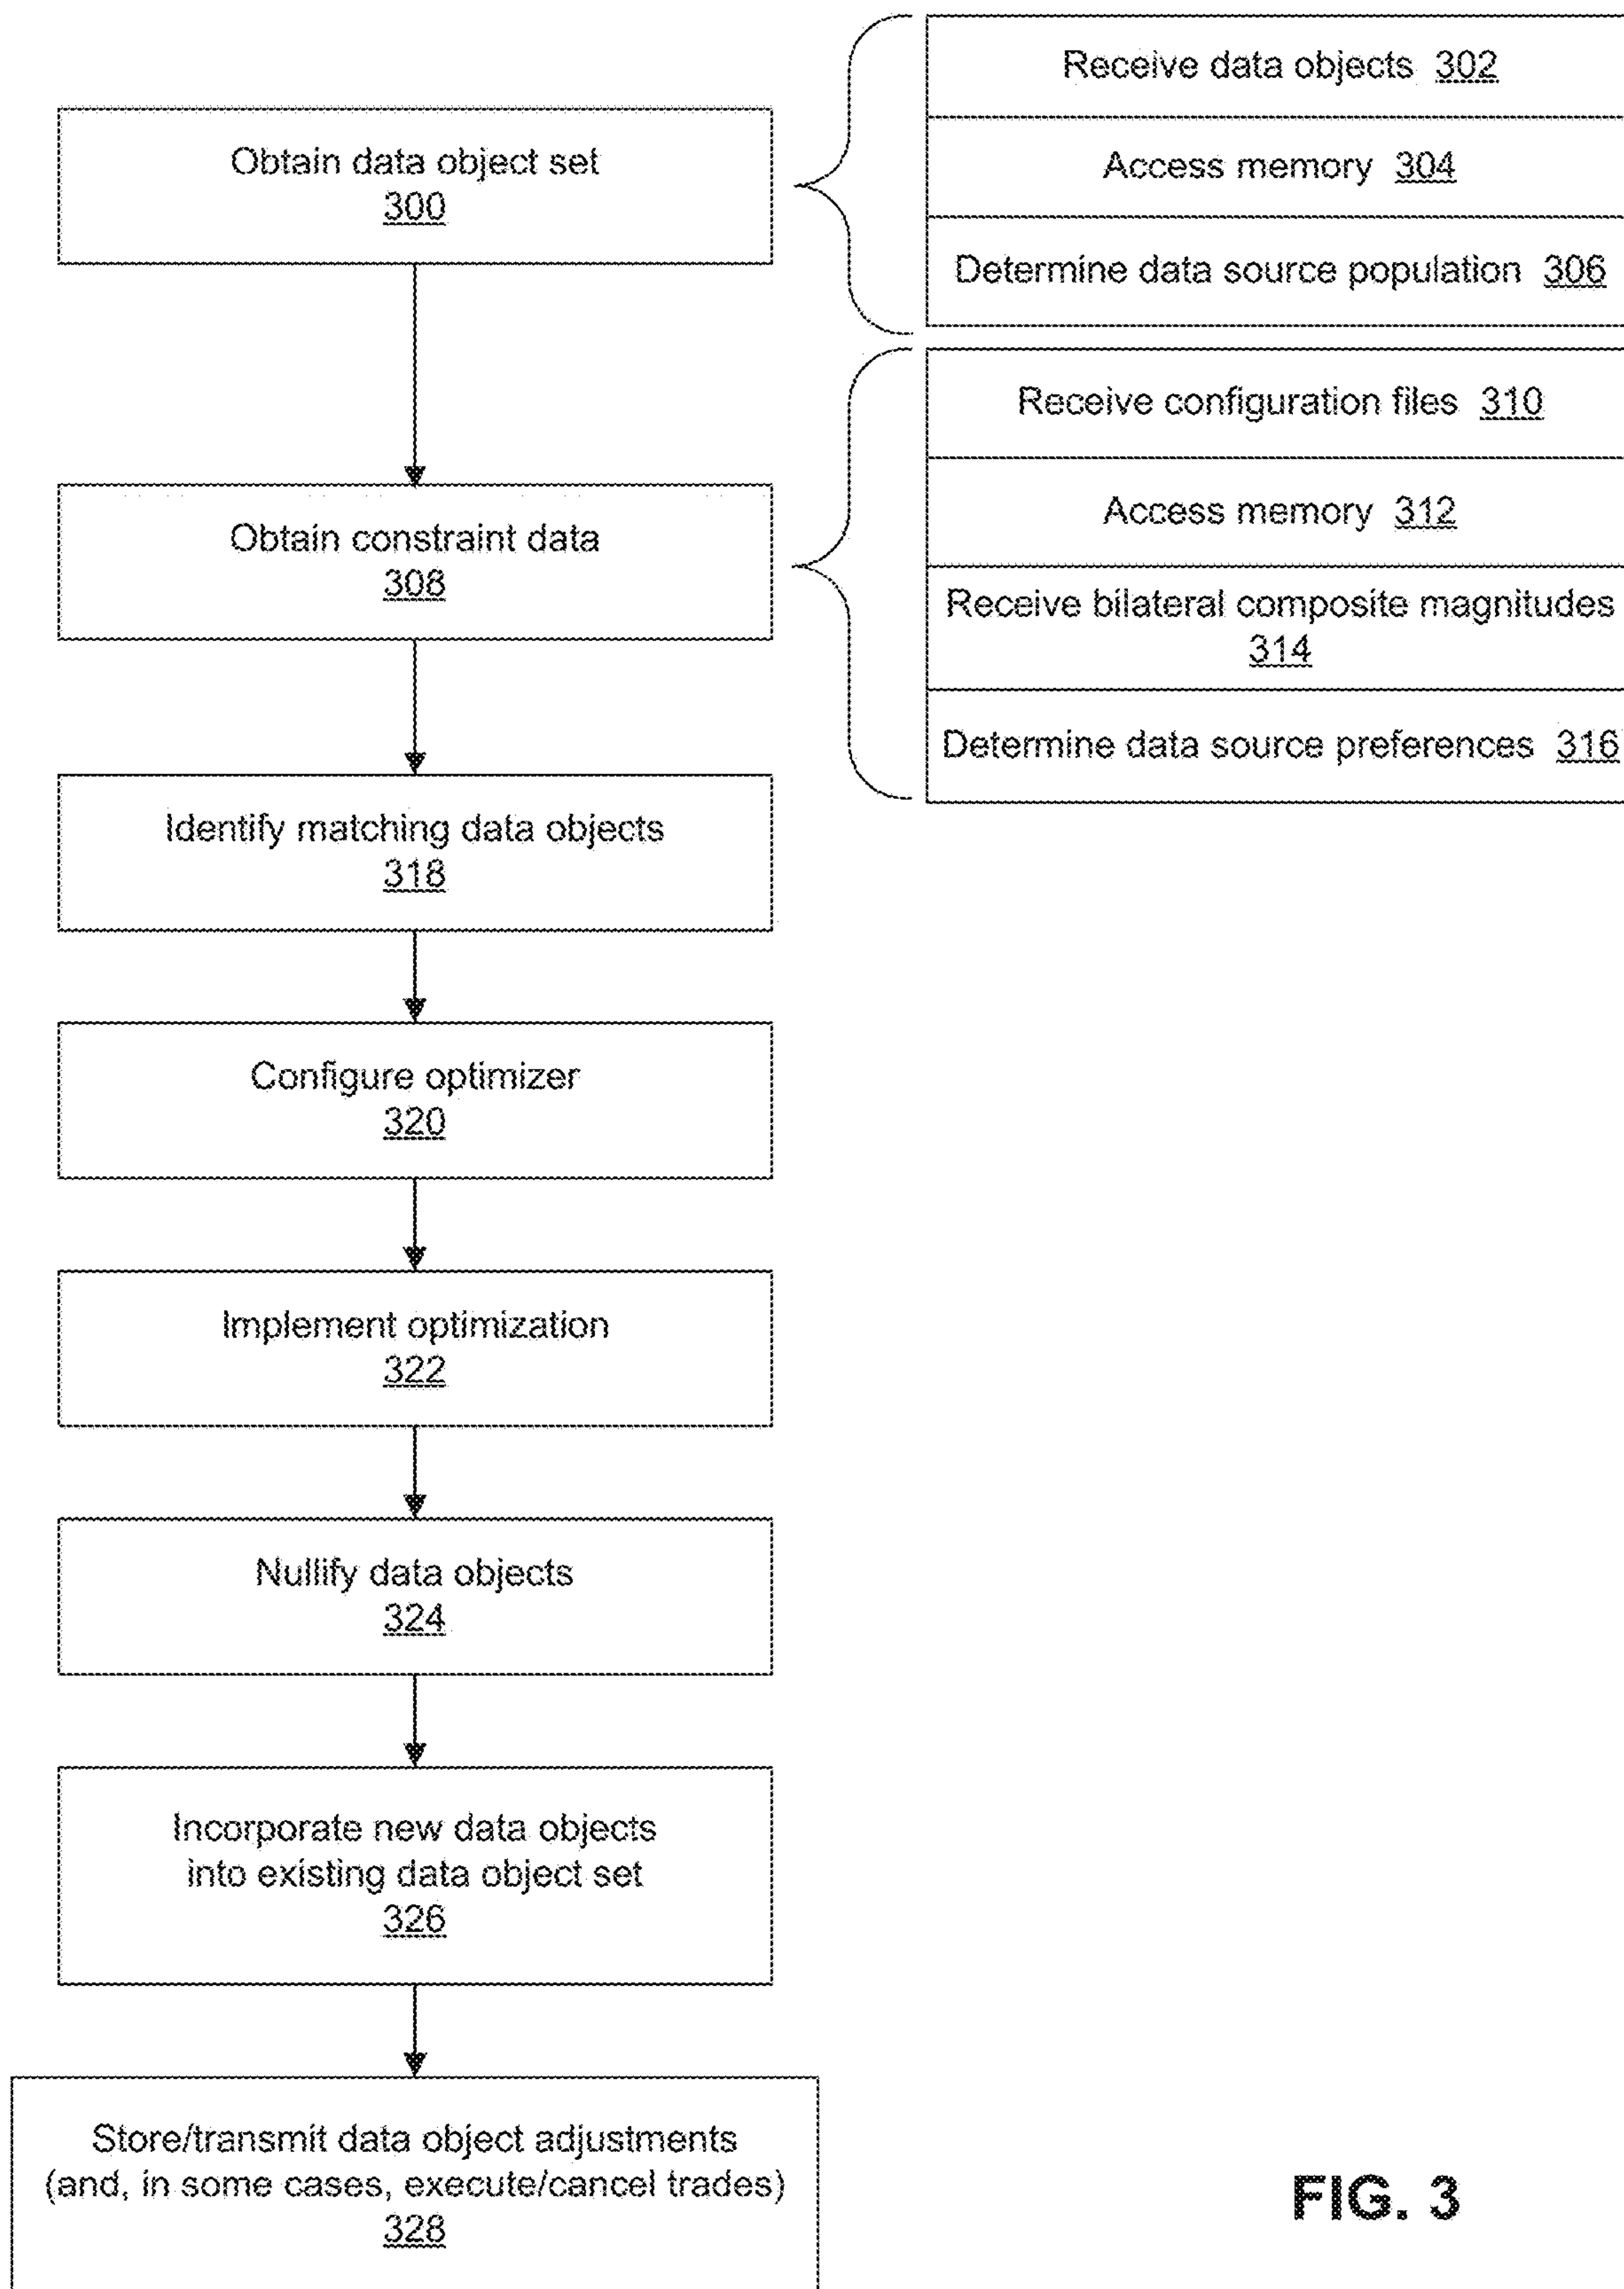 Obtain data object set
300
Receive data objects 302
Access memory 304
Determine data source population 306
Obtain constraint data
308
Receive configuration files 310
Access memory 312
Receive bilateral composite magnitudes
314
Determine data source preferences 316
Identify matching data objects
318
Configure optimizer
320
Implement optimization
322
Nullify data objects
324
Incorporate new data objects
into existing data object set
326
Store/transmit data object adjustments
(and, in some cases, execute/cancel trades)
328
FIG. 3